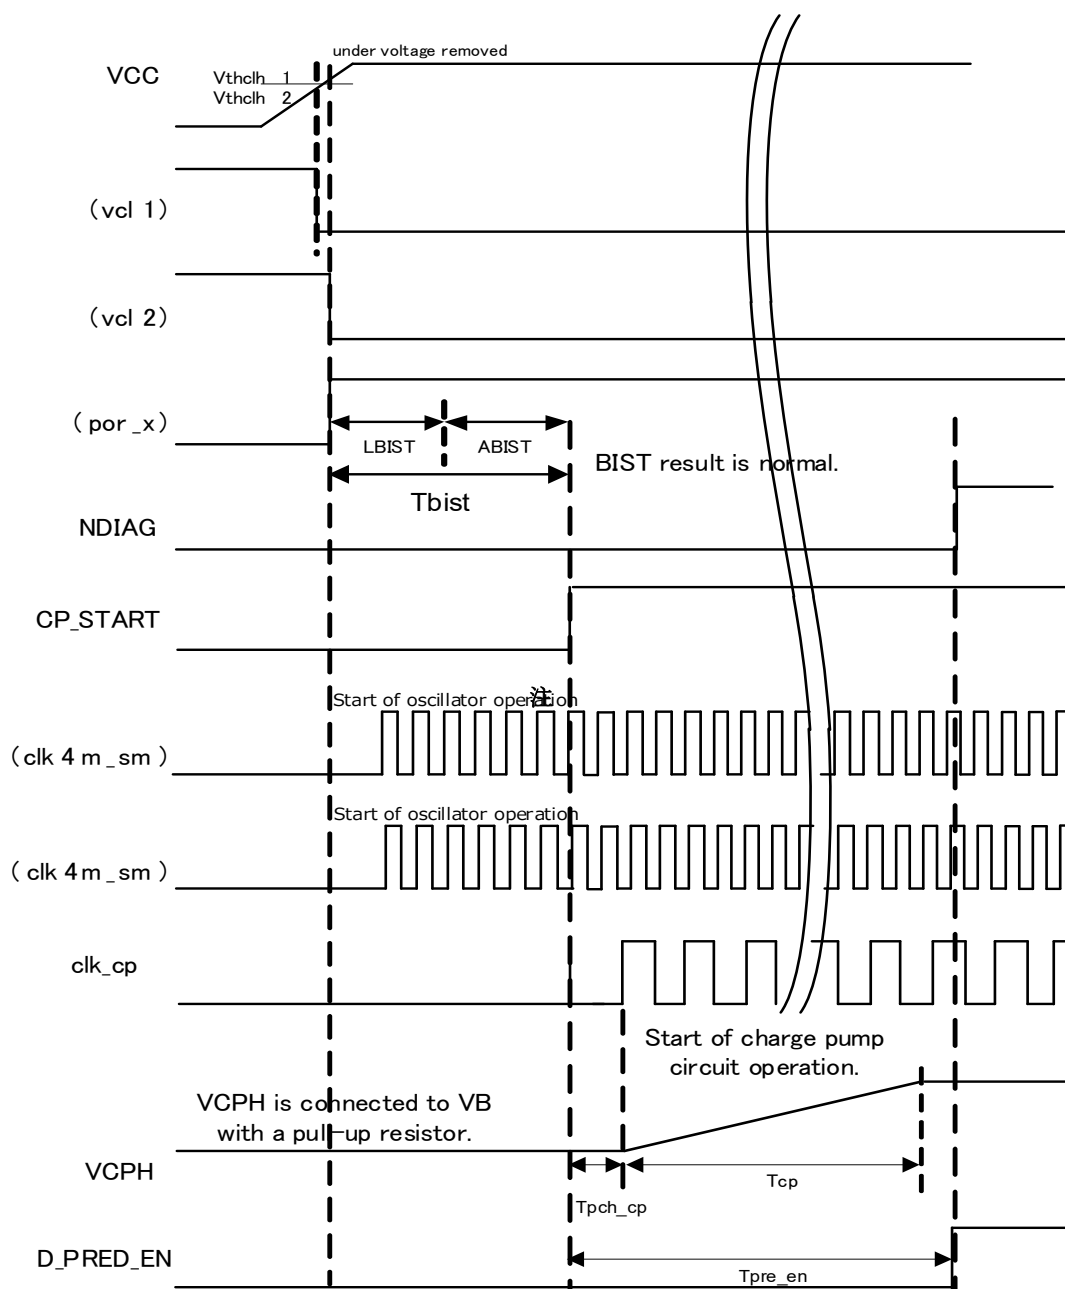 under voltage removed
VCC
Vthclh 1
Vthclh 2
(vcl 1)
(vcl 2)
(por_x)
LBIST
ABIST
BIST result is normal.
Tbist
NDIAG
CP_START
Start of oscillator operation
注
(clk 4 m_sm)
Start of oscillator operation
(clk 4m_sm)
clk_cp
Start of charge pump
circuit operation.
VCPH is connected to VB
with a pull-up resistor.
VCPH
Tcp
Tpch_cp
D_PRED_EN
Tpre_en